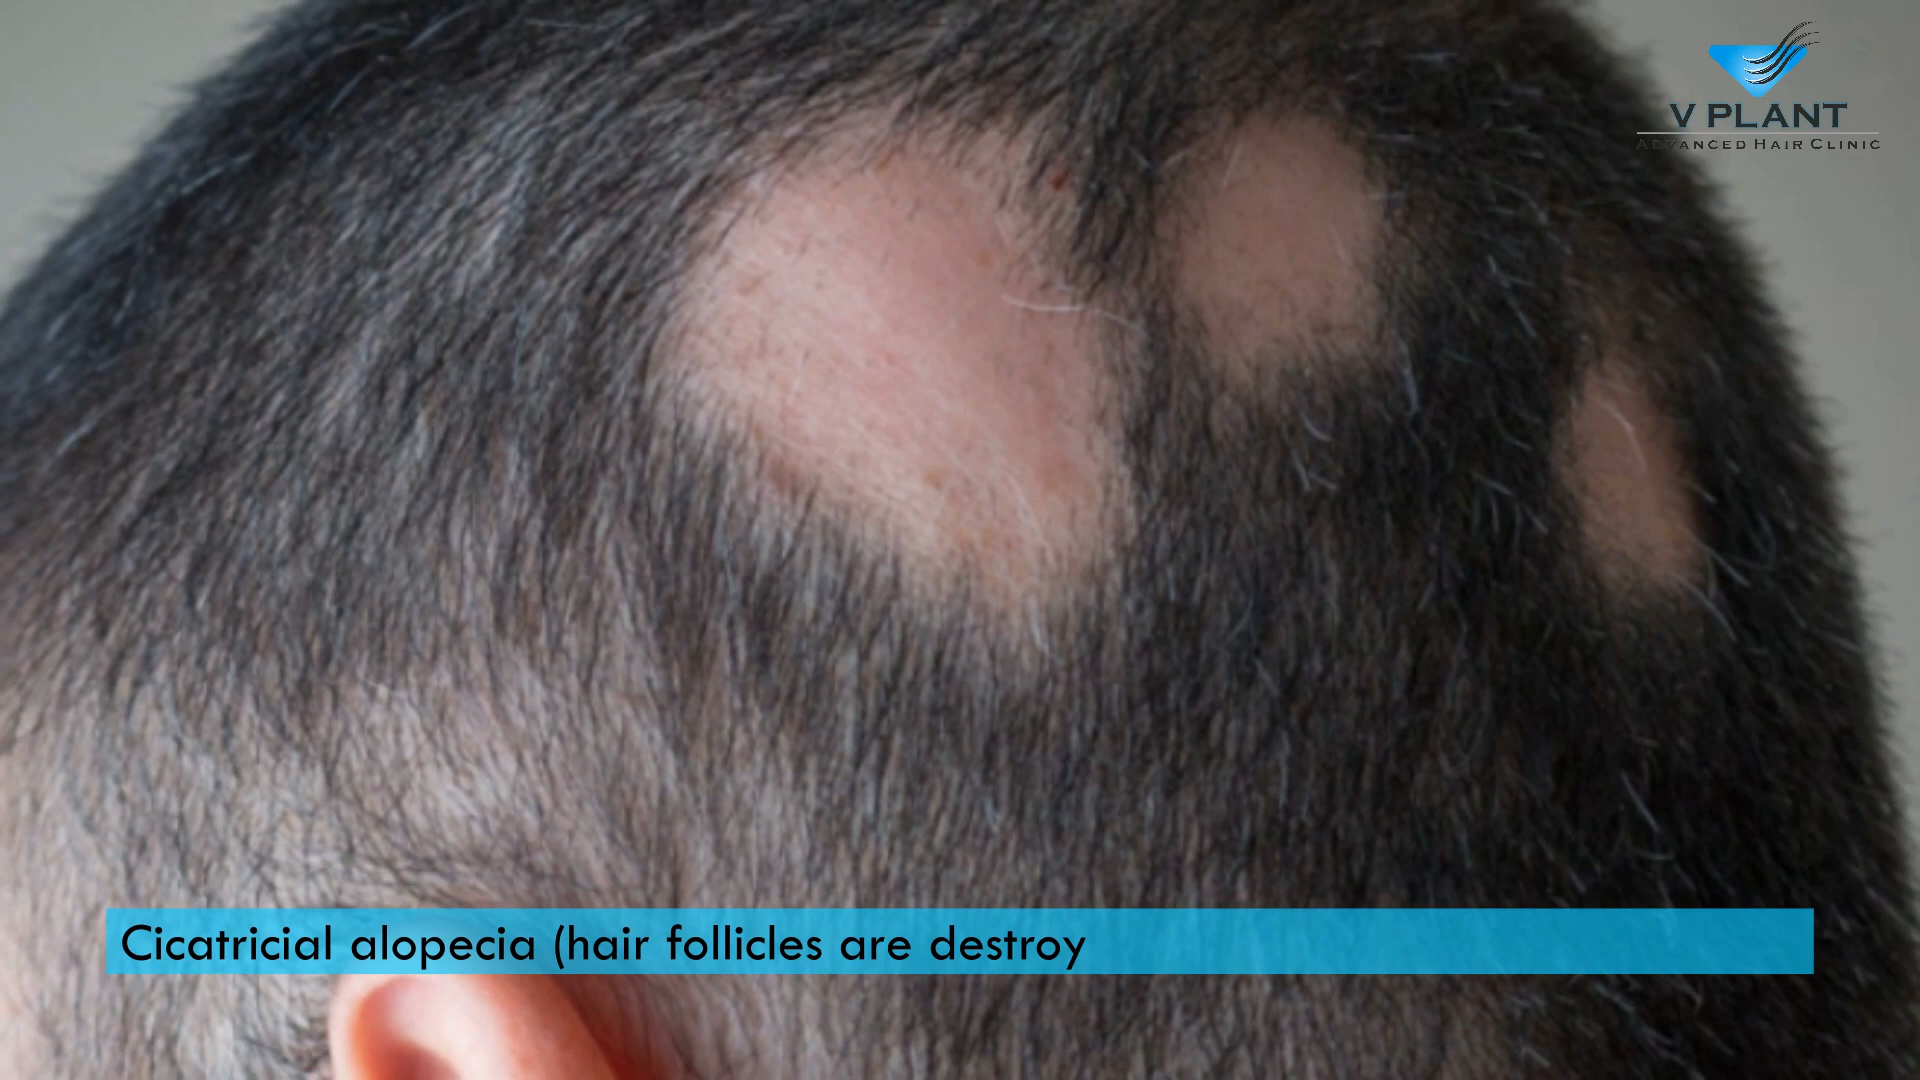 V PLANT
ADVANCED HAIR CLINIC
Cicatricial alopecia (hair follicles are destroy